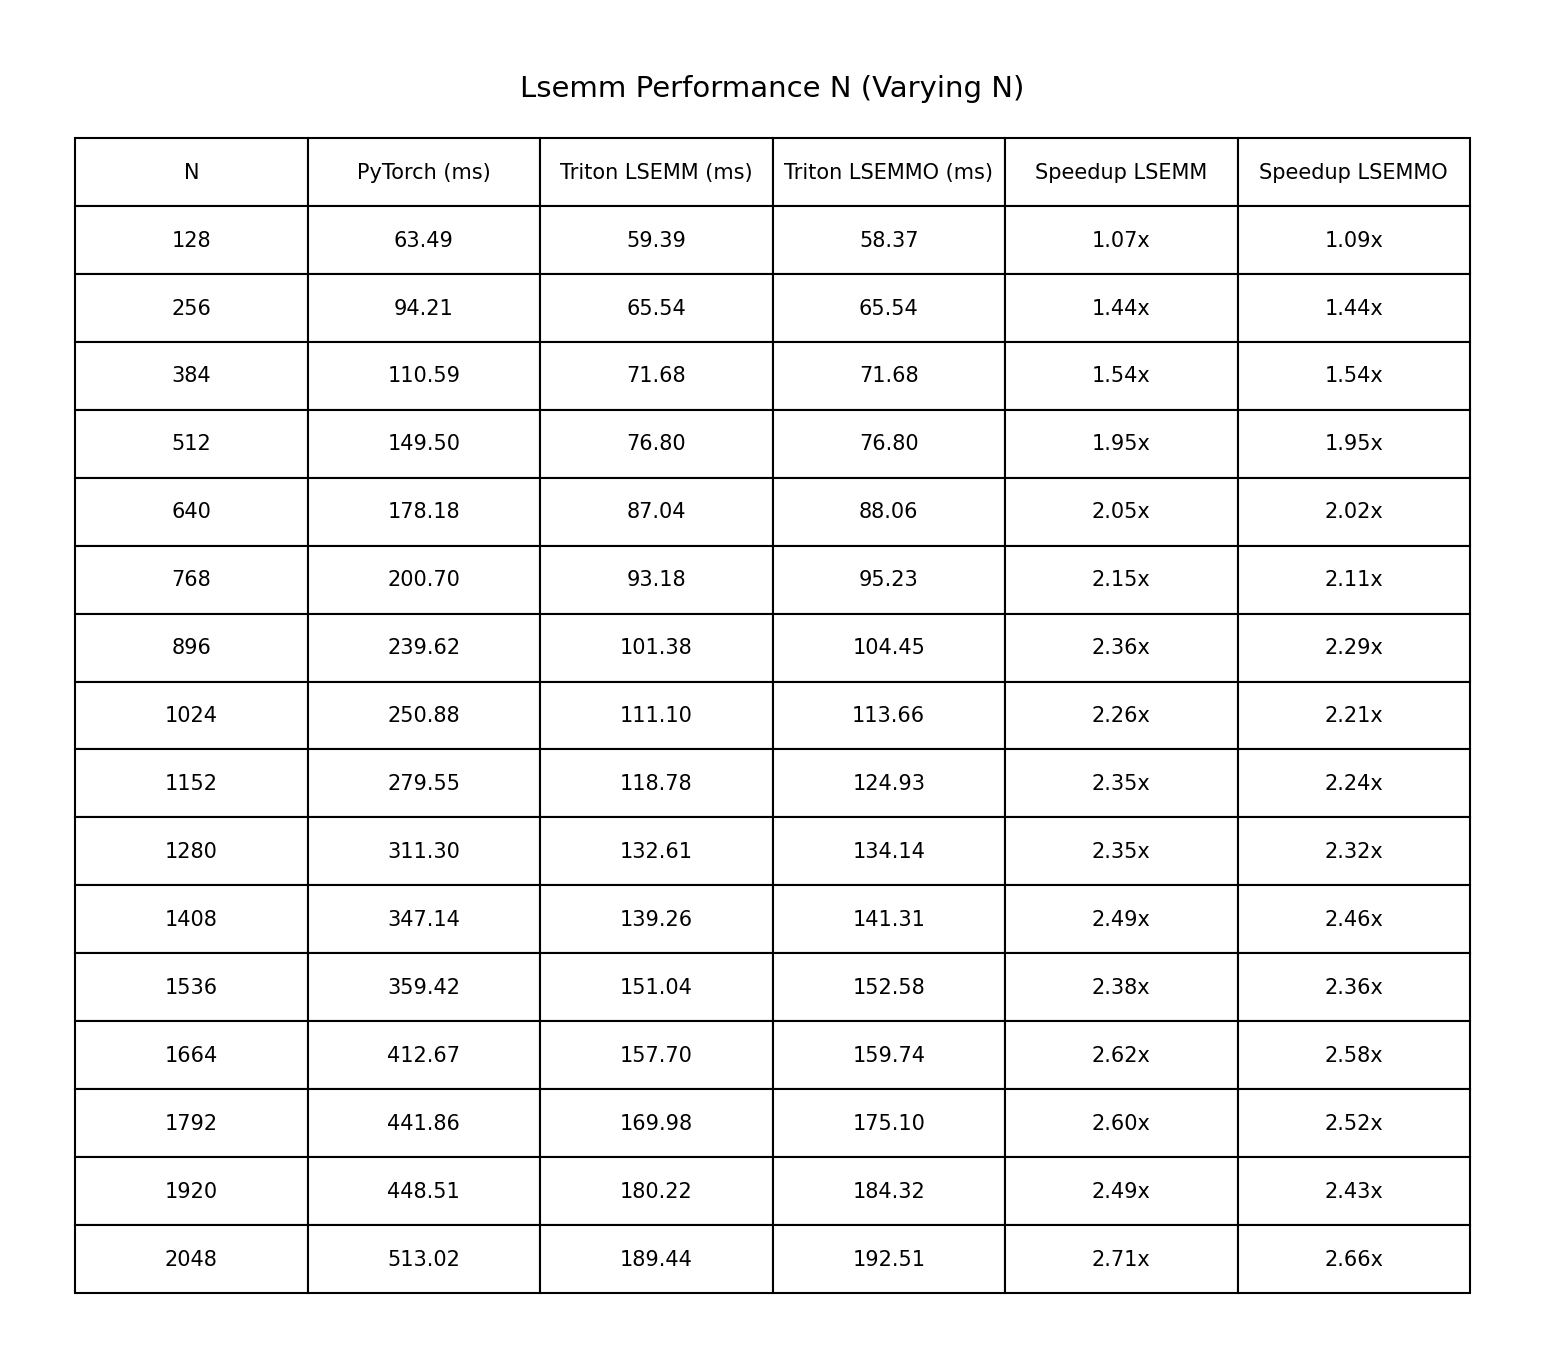 Lsemm Performance N (Varying N)
N PyTorch (ms) Triton LSEMM (ms) Triton LSEMMO (ms) Speedup LSEMM Speedup LSEMMO
128 63.49 59.39 58.37 1.07x 1.09x
256 94.21 65.54 65.54 1.44x 1.44x
384 110.59 71.68 71.68 1.54x 1.54x
512 149.50 76.80 76.80 1.95x 1.95x
640 178.18 87.04 88.06 2.05x 2.02x
768 200.70 93.18 95.23 2.15x 2.11x
896 239.62 101.38 104.45 2.36x 2.29x
1024 250.88 111.10 113.66 2.26x 2.21x
1152 279.55 118.78 124.93 2.35x 2.24x
1280 311.30 132.61 134.14 2.35x 2.32x
1408 347.14 139.26 141.31 2.49x 2.46x
1536 359.42 151.04 152.58 2.38x 2.36x
1664 412.67 157.70 159.74 2.62x 2.58x
1792 441.86 169.98 175.10 2.60x 2.52x
1920 448.51 180.22 184.32 2.49x 2.43x
2048 513.02 189.44 192.51 2.71x 2.66x